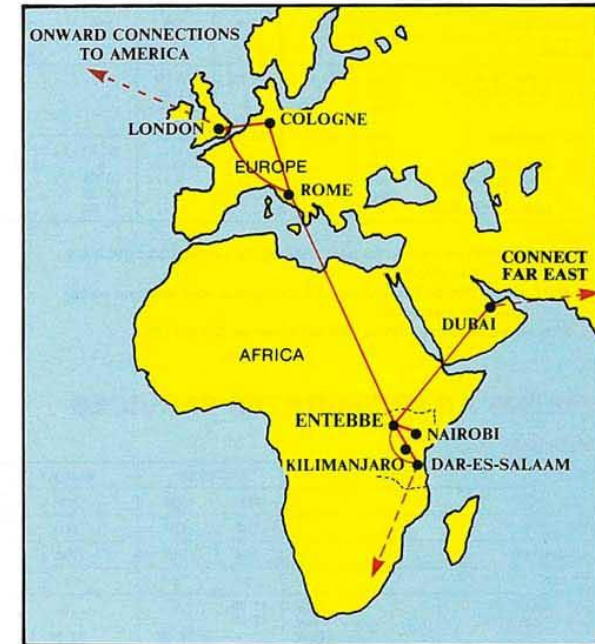 ONWARD CONNECTIONS
TO AMERICA
LONDON
COLOGNE
EUROPE
ROME
CONNECT
FAR EAST
DUBAI
AFRICA
ENTEBBE
NAIROBI
KILIMANJARO
DAR-ES-SALAAM